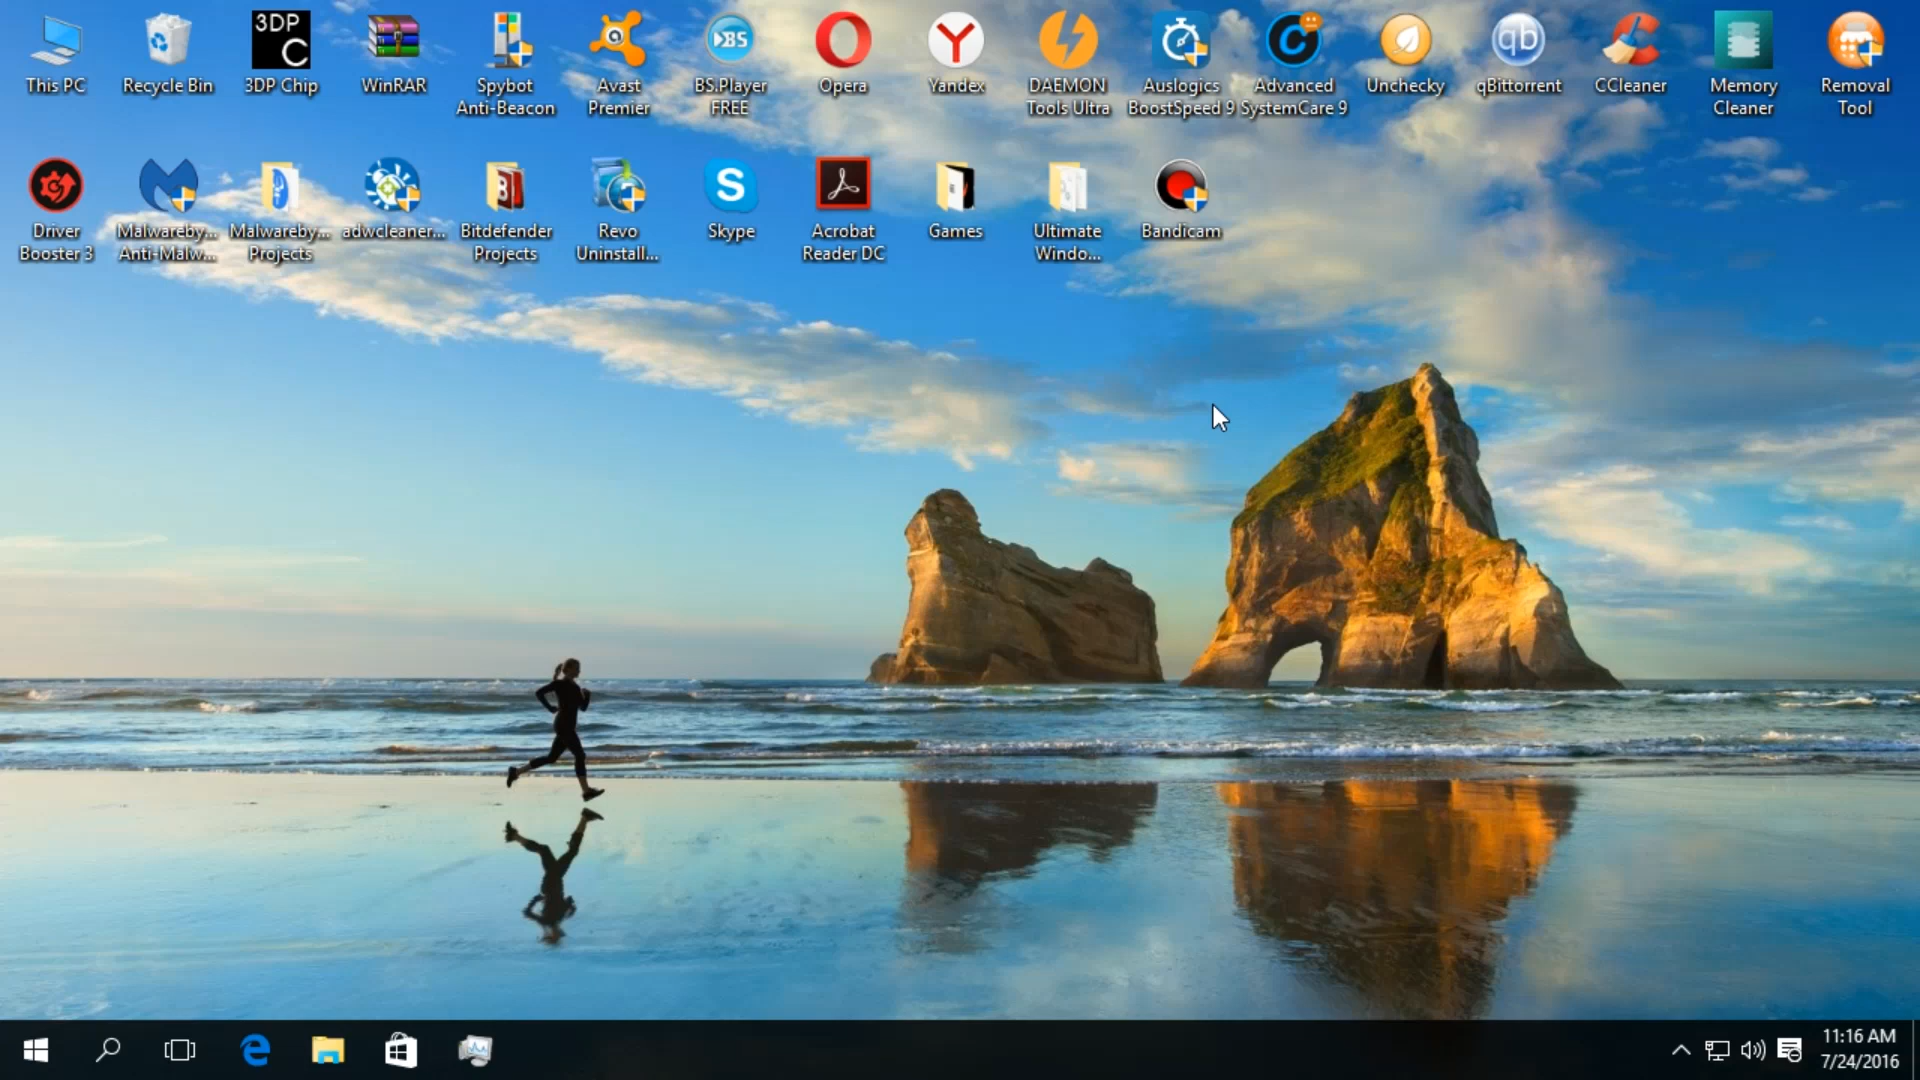 3DP
C
This PC
Recycle Bin
3DP Chip
WinRAR
Spybot
Anti-Beacon
Avast
Premier
BS
BS.Player
FREE
Opera
Yandex
DAEMON
Tools Ultra
Auslogics
BoostSpeed 9
Advanced
SystemCare 9
Unchecky
qb
qBittorrent
CCleaner
Memory
Cleaner
Removal
Tool
Driver
Booster 3
Malwareby...
Anti-Malw...
Malwareby...
Projects
adwcleaner...
B
Bitdefender
Projects
Revo
Uninstall...
S
Skype
Acrobat
Reader DC
Games
Ultimate
Windo...
Bandicam
11:16 AM
7/24/2016